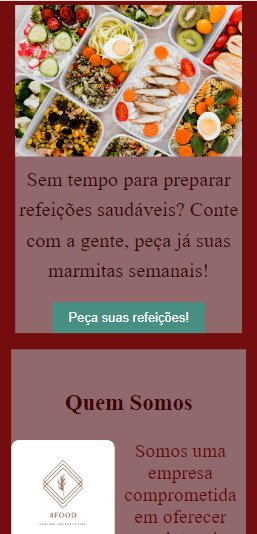 Sem tempo para preparar
refeições saudáveis? Conte
com a gente, peça já suas
marmitas semanais!
Peça suas refeições!
Quem Somos
4FOOD
Somos uma
empresa
comprometida
em oferecer